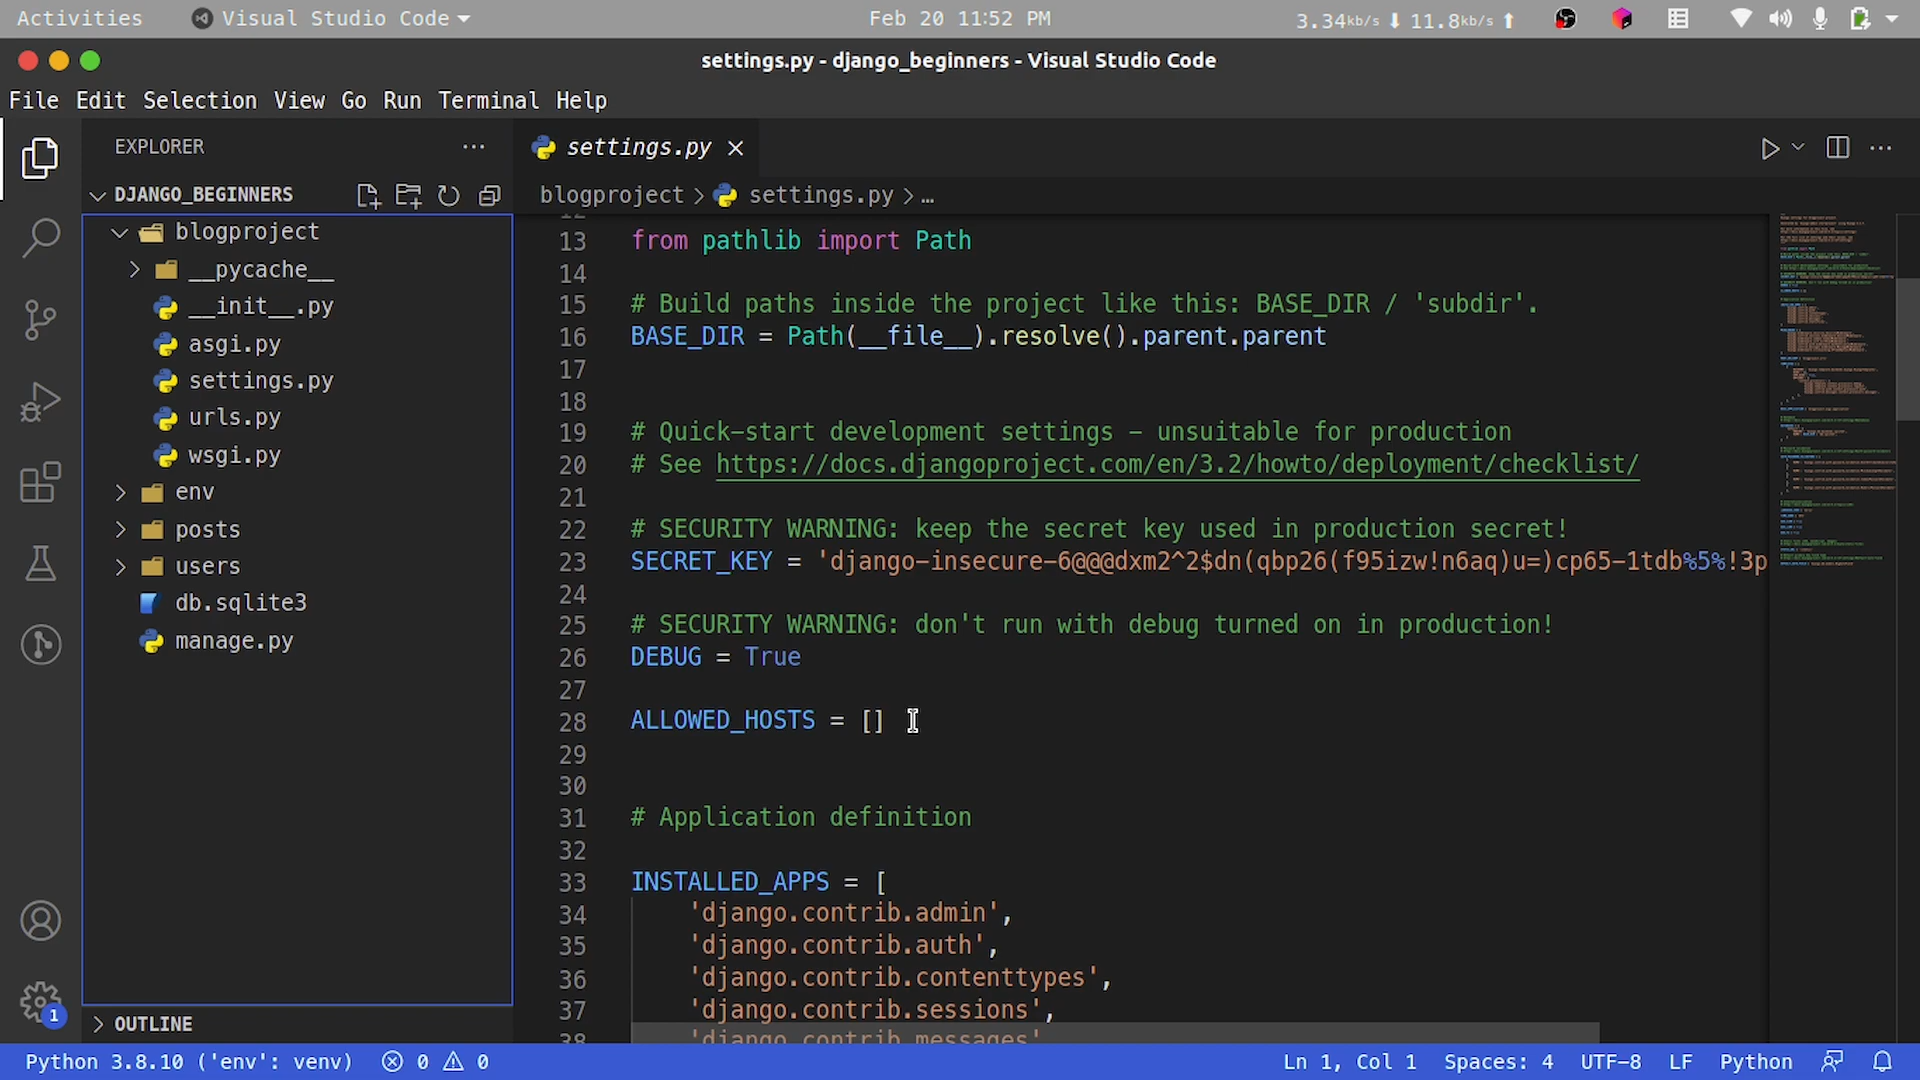 Activities
Visual Studio Code
Feb 20 11:52 PM
3.34kb/s ⬇ 11.8kb/s ⬆
settings.py - django_beginners - Visual Studio Code
File Edit Selection View Go Run Terminal Help
EXPLORER
DJANGO_BEGINNERS
blogproject
__pycache__
__init__.py
asgi.py
settings.py
urls.py
wsgi.py
env
posts
users
db.sqlite3
manage.py
OUTLINE
1
settings.py
blogproject > settings.py > ...
12
13 from pathlib import Path
14
15 # Build paths inside the project like this: BASE_DIR / 'subdir'.
16 BASE_DIR = Path(__file__).resolve().parent.parent
17
18
19 # Quick-start development settings - unsuitable for production
20 # See https://docs.djangoproject.com/en/3.2/howto/deployment/checklist/
21
22 # SECURITY WARNING: keep the secret key used in production secret!
23 SECRET_KEY = 'django-insecure-6@@@dxm2^2$dn(qbp26(f95izw!n6aq)u=)cp65-1tdb%5%!3p
24
25 # SECURITY WARNING: don't run with debug turned on in production!
26 DEBUG = True
27
28 ALLOWED_HOSTS = []
29
30
31 # Application definition
32
33 INSTALLED_APPS = [
34 'django.contrib.admin',
35 'django.contrib.auth',
36 'django.contrib.contenttypes',
37 'django.contrib.sessions',
38 'django.contrib.messages'
Python 3.8.10 ('env': venv) 0 0
Ln 1, Col 1 Spaces: 4 UTF-8 LF Python